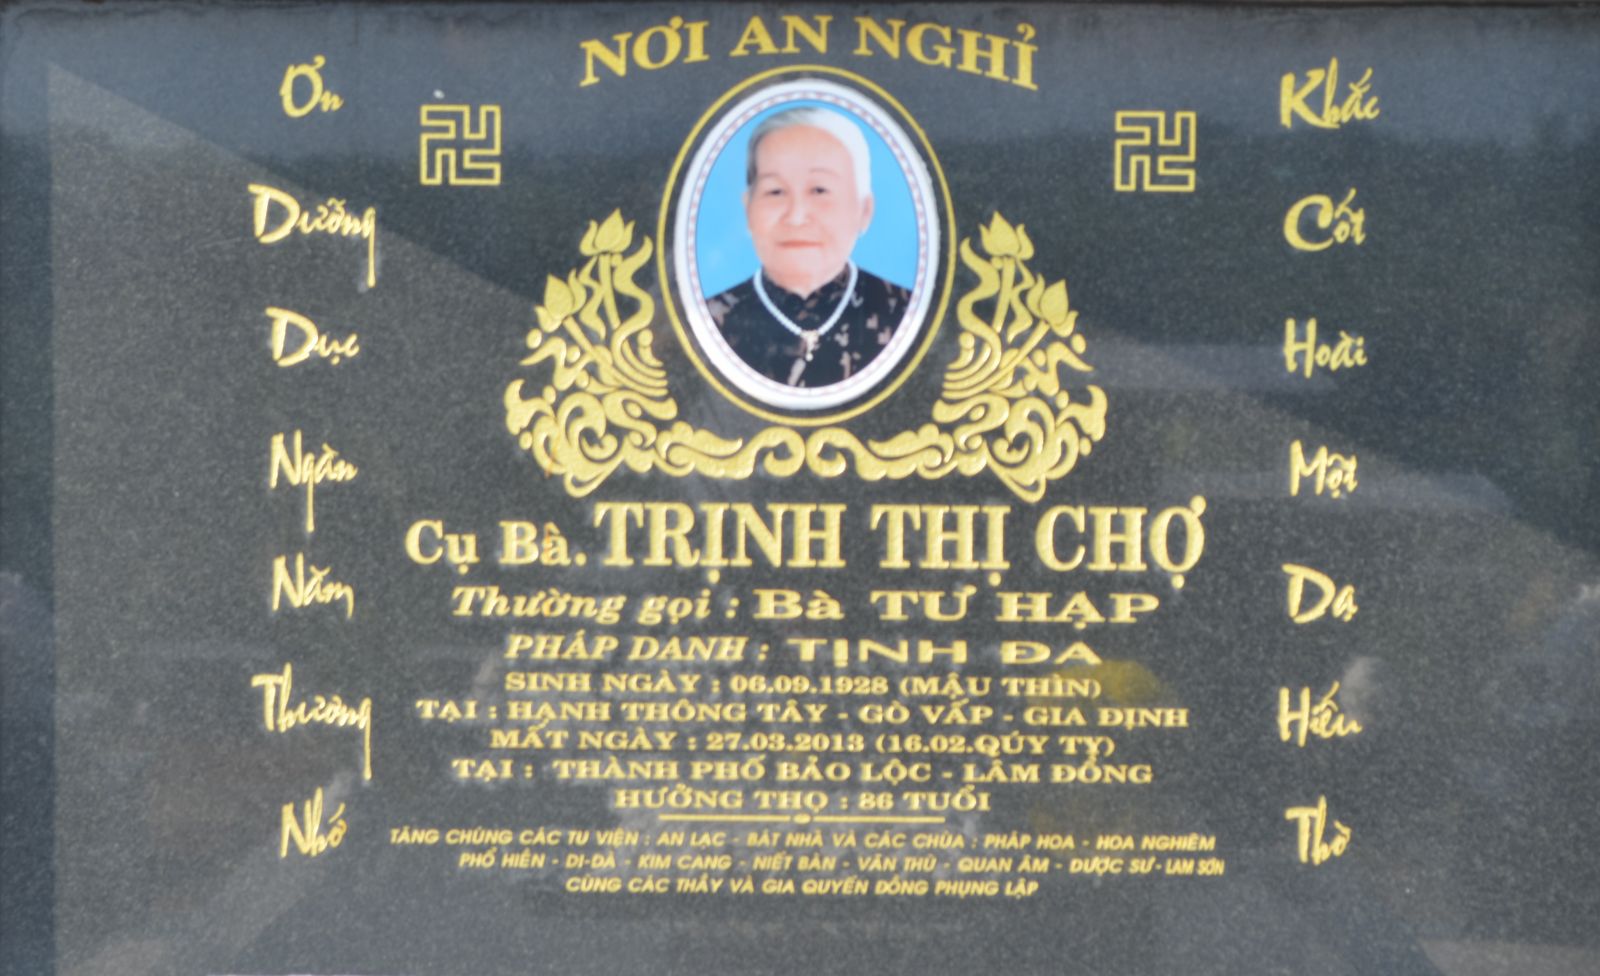 NƠI AN NGHỈ
Ơn
Dưỡng
Dục
Ngàn
Năm
Thương
Nhớ
Khắc
Cốt
Hoài
Một
Dạ
Hiếu
Thờ
Cụ Bà. TRỊNH THỊ CHỢ
Thường gọi : Bà TƯ HẠP
PHÁP DANH : TỊNH ĐẠ
SINH NGÀY : 06.09.1928 (MẬU THÌN)
TẠI : HẠNH THÔNG TÂY - GÒ VẤP - GIA ĐỊNH
MẤT NGÀY : 27.03.2013 (16.02.QÚY TỴ)
TẠI : THÀNH PHỐ BẢO LỘC - LÂM ĐỒNG
HƯỞNG THỌ : 86 TUỔI
TĂNG CHÚNG CÁC TU VIỆN : AN LẠC - BÁT NHÃ VÀ CÁC CHÙA : PHÁP HOA - HOA NGHIÊM
PHỔ HIỀN - DI-DÀ - KIM CANG - NIẾT BÀN - VĂN THÙ - QUAN ÂM - DƯỢC SƯ - LAM SƠN
CÙNG CÁC THẦY VÀ GIA QUYẾN ĐỒNG PHỤNG LẬP